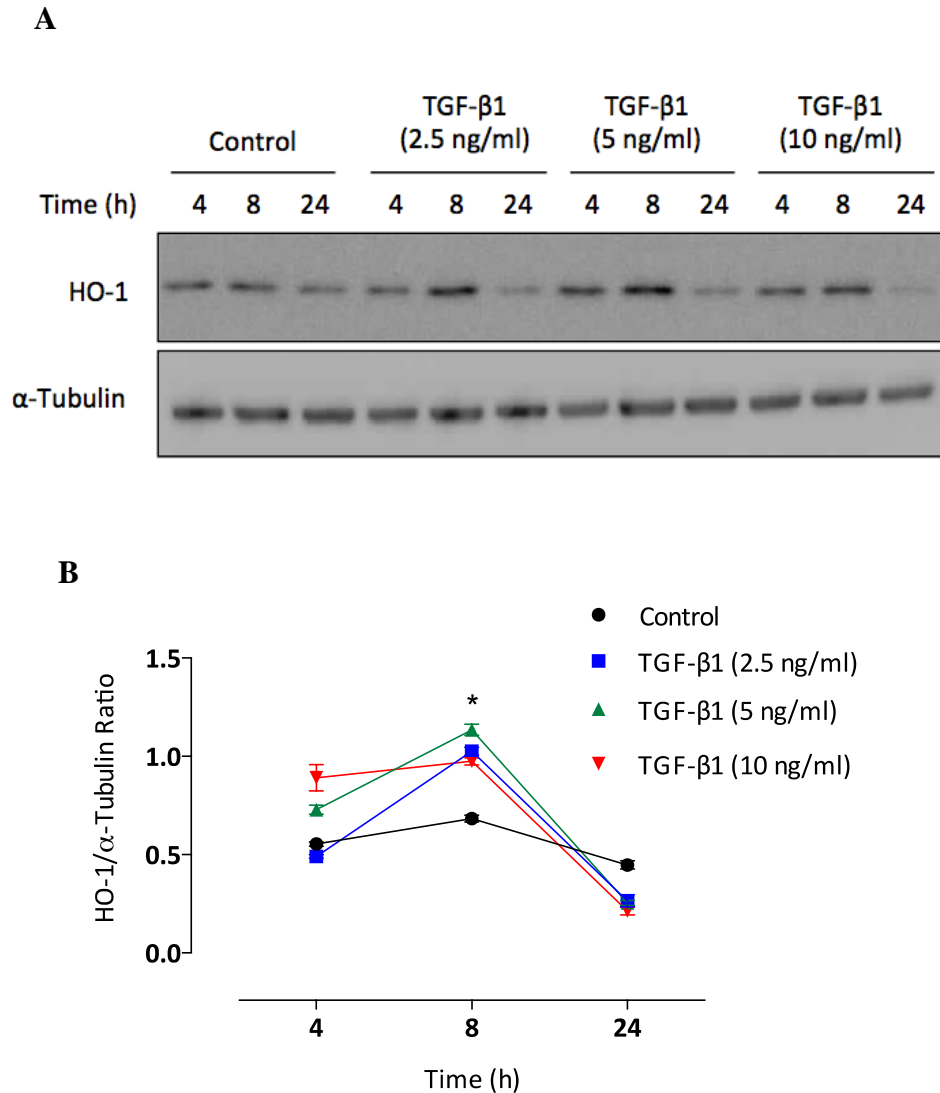 A
Control
TGF-β1
(2.5 ng/ml)
TGF-β1
(5 ng/ml)
TGF-β1
(10 ng/ml)
Time (h) 4 8 24 4 8 24 4 8 24 4 8 24
HO-1
α-Tubulin
B
Control
TGF-β1 (2.5 ng/ml)
TGF-β1 (5 ng/ml)
TGF-β1 (10 ng/ml)
HO-1/α-Tubulin Ratio
1.5
1.0
0.5
0.0
*
4 8 24
Time (h)